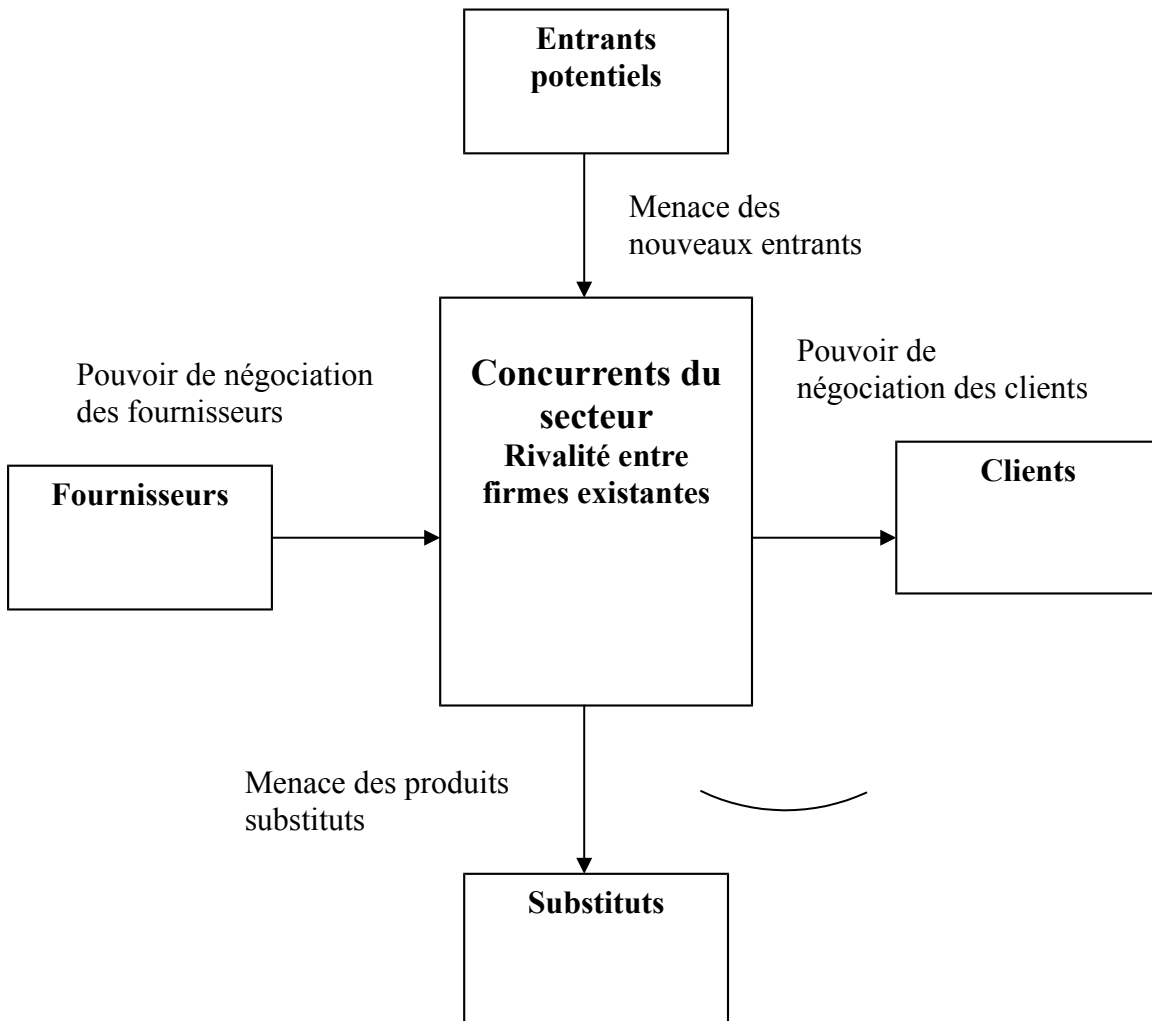 Entrants
potentiels
Menace des
nouveaux entrants
Pouvoir de négociation
des fournisseurs
Concurrents du
secteur
Rivalité entre
firmes existantes
Pouvoir de
négociation des clients
Fournisseurs
Clients
Menace des produits
substituts
Substituts